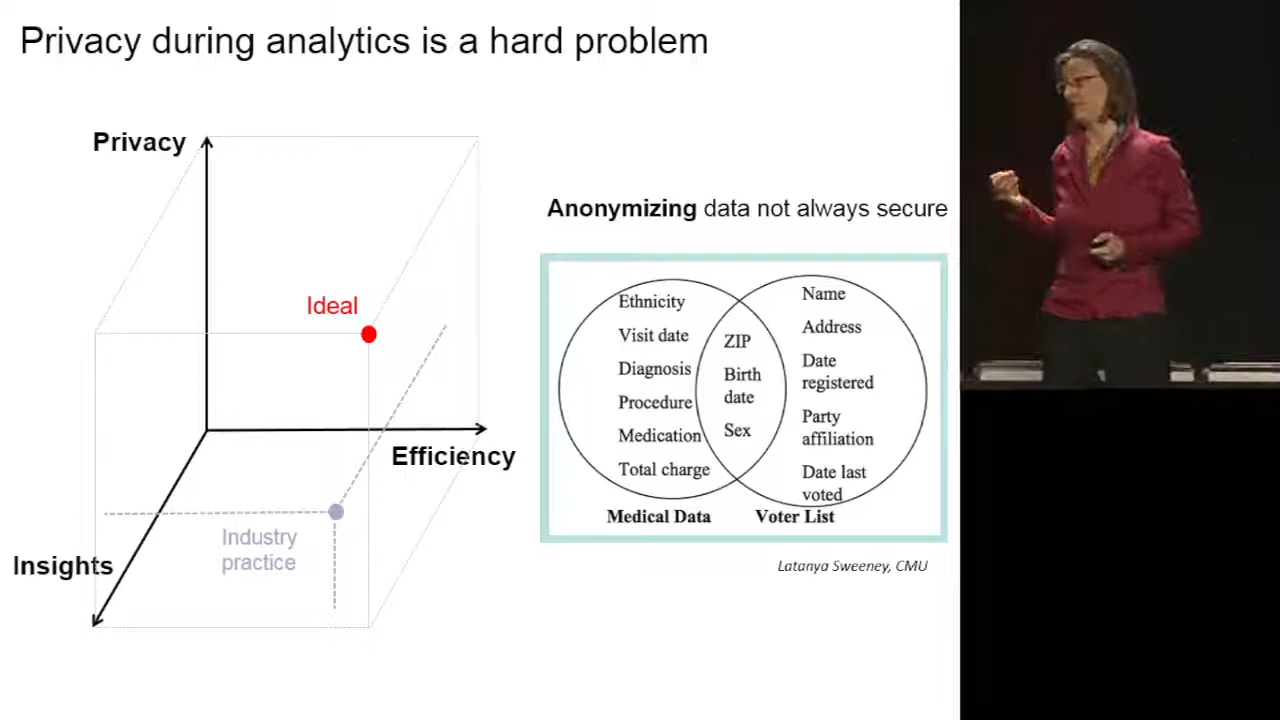 Privacy during analytics is a hard problem
Privacy
Ideal
Efficiency
Industry
practice
Insights
Anonymizing data not always secure
Ethnicity
Visit date
Diagnosis
Procedure
Medication
Total charge
ZIP
Birth
date
Sex
Name
Address
Date
registered
Party
affiliation
Date last
voted
Medical Data
Voter List
Latanya Sweeney, CMU